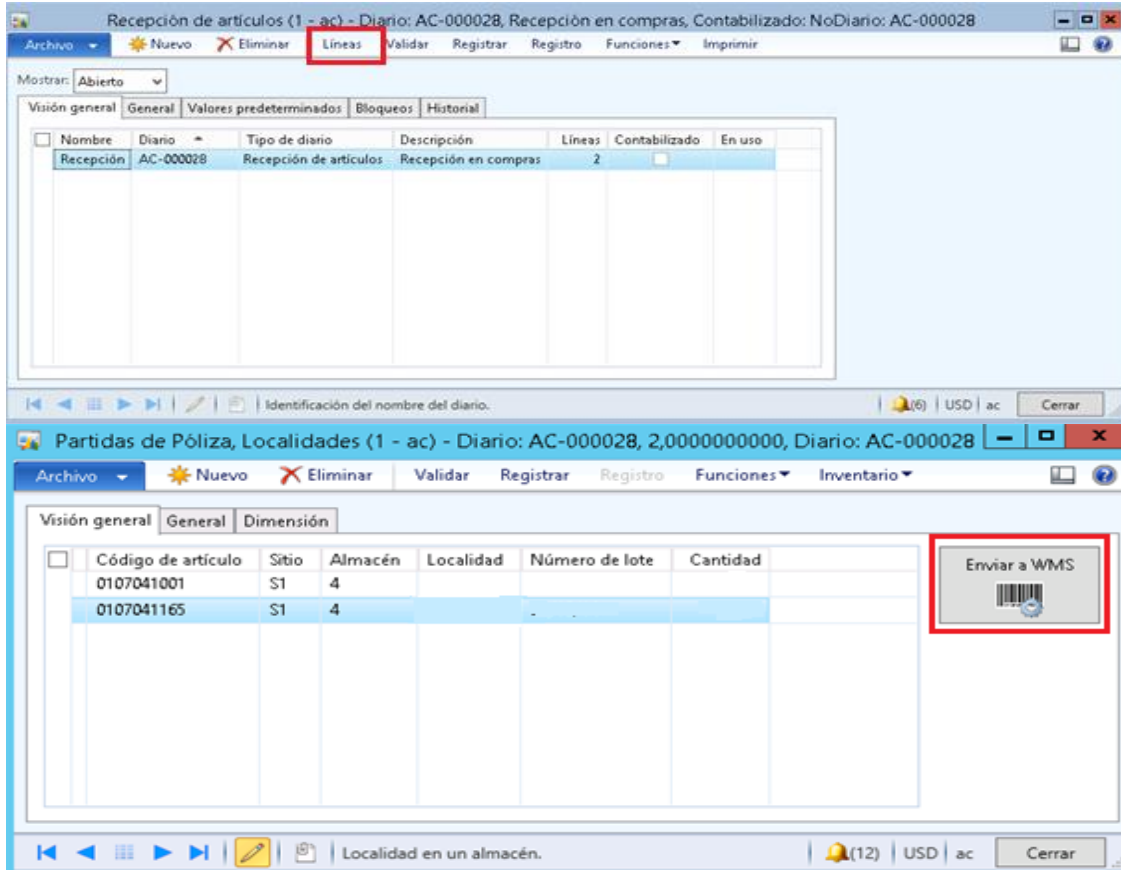 Recepción de artículos (1 - ac) - Diario: AC-000028, Recepción en compras, Contabilizado: NoDiario: AC-000028
Archivo Nuevo Eliminar Líneas Validar Registrar Registro Funciones Imprimir
Mostrar: Abierto
Visión general General Valores predeterminados Bloqueos Historial
Nombre Diario Tipo de diario Descripción Líneas Contabilizado En uso
Recepción AC-000028 Recepción de artículos Recepción en compras 2
Identificación del nombre del diario. (6) USD ac Cerrar
Partidas de Póliza, Localidades (1 - ac) - Diario: AC-000028, 2,0000000000, Diario: AC-000028
Archivo Nuevo Eliminar Validar Registrar Registro Funciones Inventario
Visión general General Dimensión
Código de artículo Sitio Almacén Localidad Número de lote Cantidad
Enviar a WMS
0107041001 S1 4
0107041165 S1 4
Localidad en un almacén. (12) USD ac Cerrar